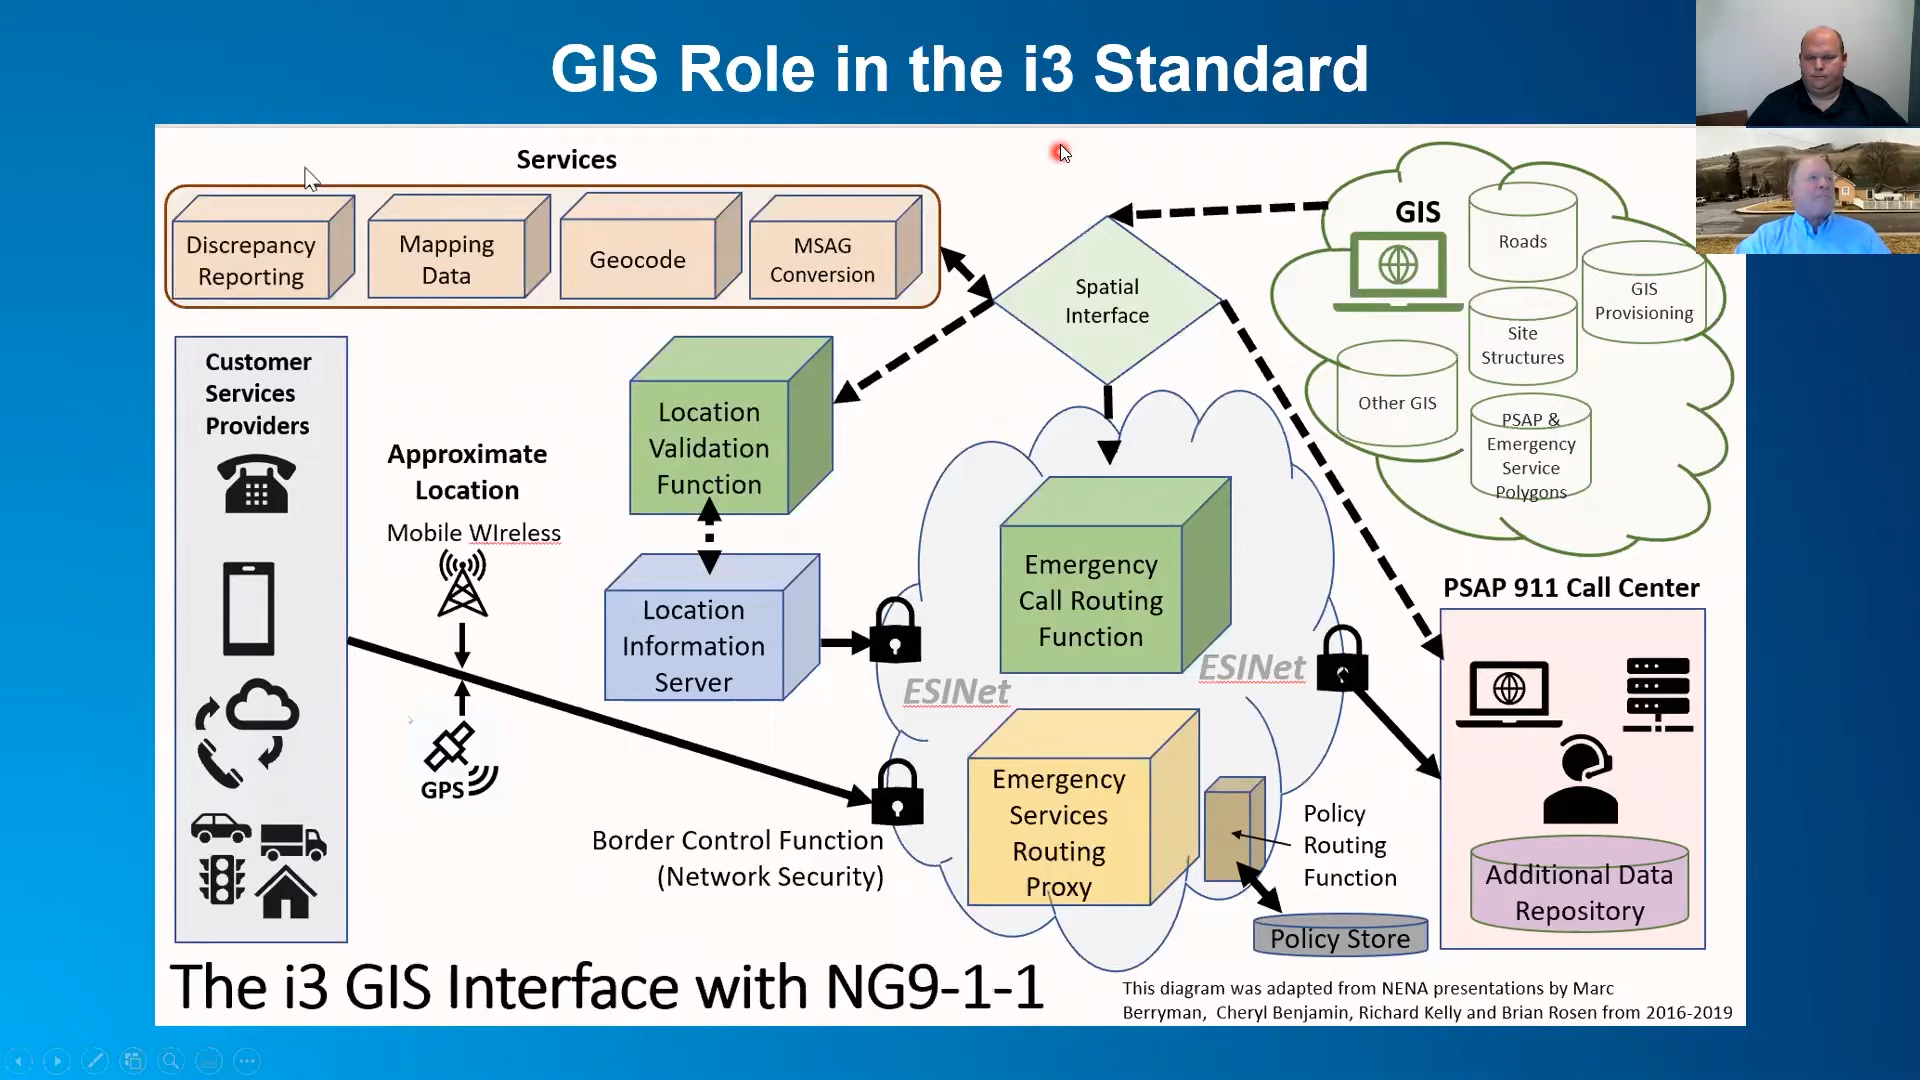 GIS Role in the i3 Standard
Services
Discrepancy
Reporting
Mapping
Data
Geocode
MSAG
Conversion
Spatial
Interface
GIS
Roads
GIS
Provisioning
Site
Structures
Other GIS
PSAP &
Emergency
Service
Polygons
Customer
Services
Providers
Approximate
Location
Mobile WIreless
GPS
Location
Validation
Function
Location
Information
Server
Emergency
Call Routing
Function
ESINet
ESINet
Emergency
Services
Routing
Proxy
Border Control Function
(Network Security)
Policy
Routing
Function
Policy Store
PSAP 911 Call Center
Additional Data
Repository
The i3 GIS Interface with NG9-1-1
This diagram was adapted from NENA presentations by Marc
Berryman,  Cheryl Benjamin, Richard Kelly and Brian Rosen from 2016-2019